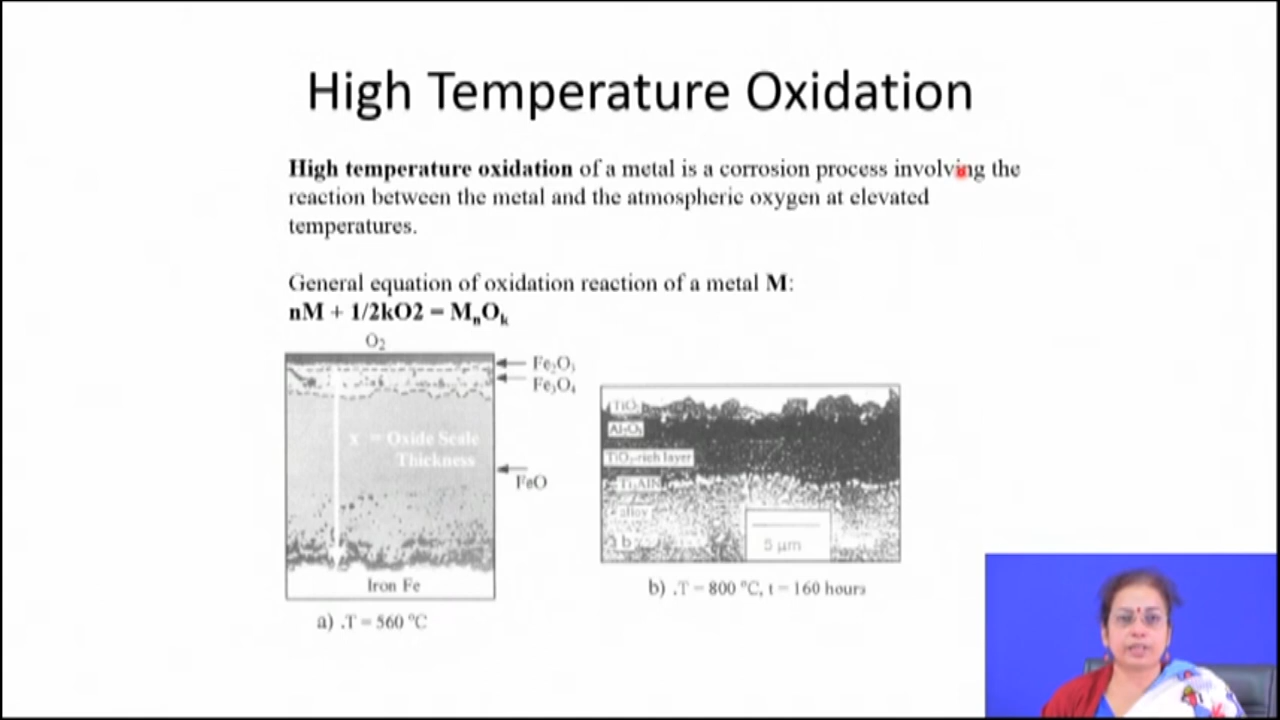 High Temperature Oxidation
High temperature oxidation of a metal is a corrosion process involving the
reaction between the metal and the atmospheric oxygen at elevated
temperatures.
General equation of oxidation reaction of a metal M:
nM + 1/2kO2 = MnOk
O2
Fe2O3
Fe3O4
x = Oxide Scale
Thickness
FeO
Iron Fe
a) .T = 560 °C
TiO2
Al2O3
TiO2-rich layer
Ti3AlN
alloy
b
5 μm
b) .T = 800 °C, t = 160 hours